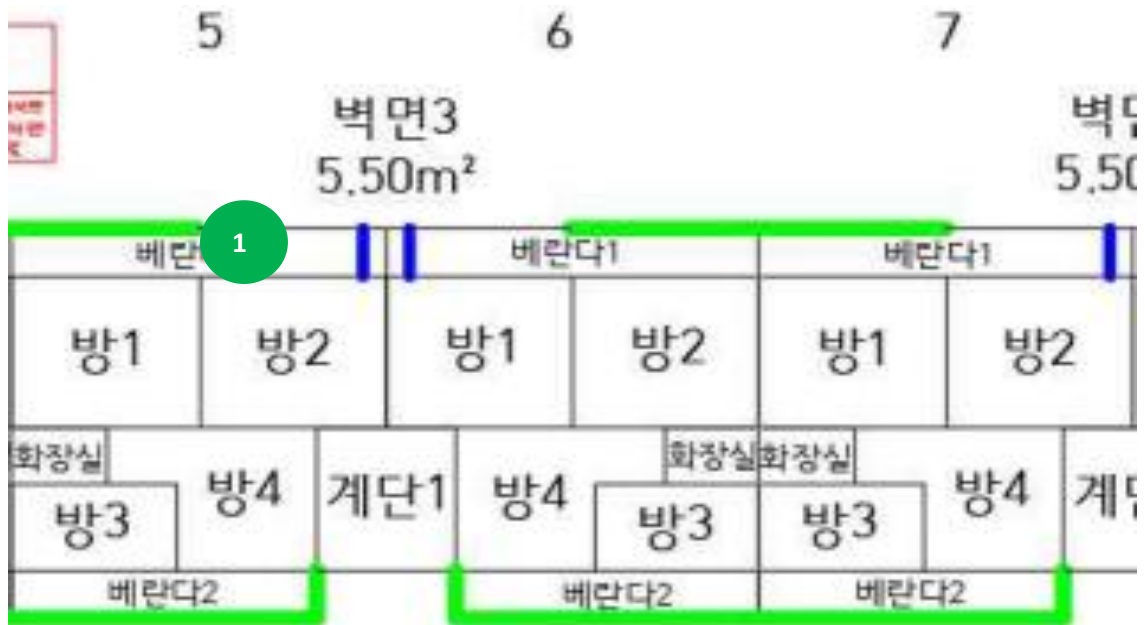 5 6 7
벽면3
5.50m²
1
베란다1 베란다1
방1 방2 방1 방2 방1 방2
화장실 화장실 화장실
방4 계단1 방4 방4
방3 방3 방3
베란다2 베란다2 베란다2